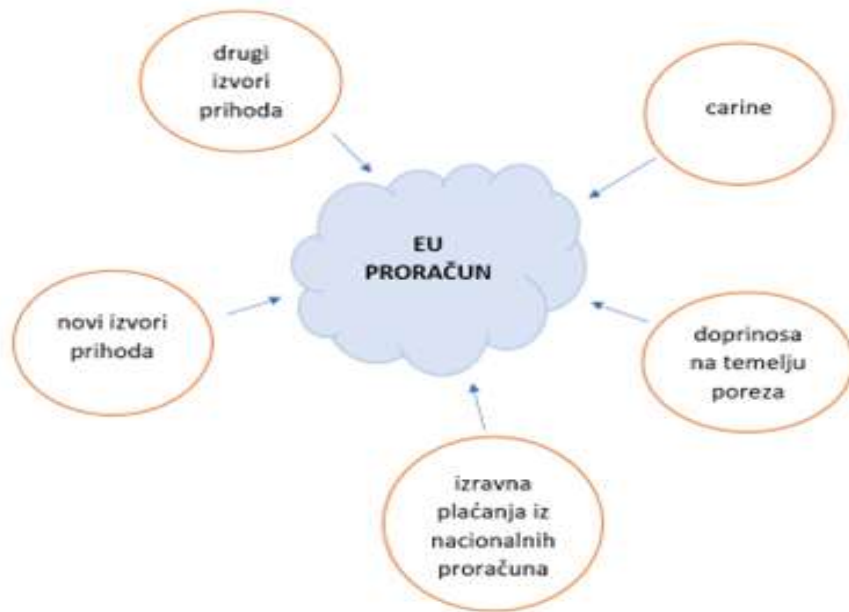 drugi
izvori
prihoda
carine
EU
PRORAČUN
novi izvori
prihoda
doprinosa
na temelju
poreza
izravna
plaćanja iz
nacionalnih
proračuna